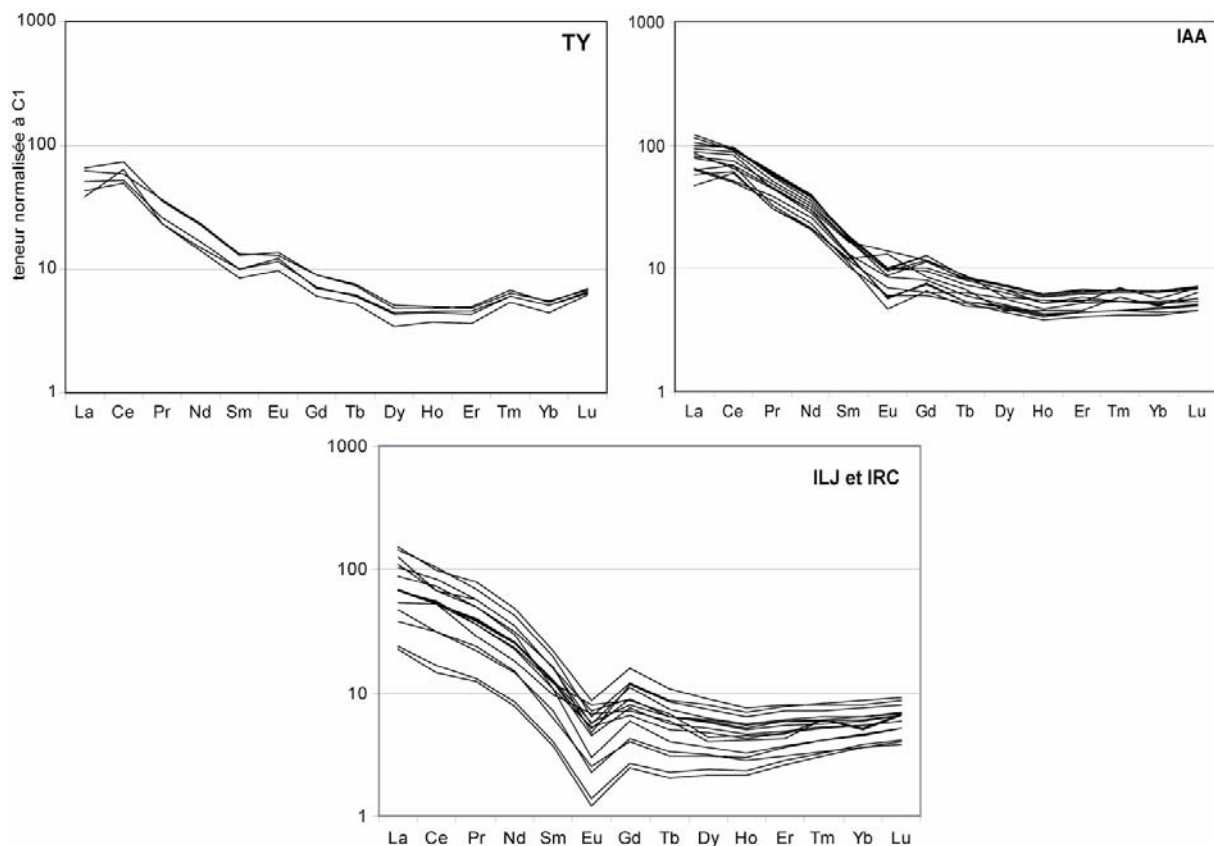 TY
teneur normalisée à C1
1000
100
10
1
La Ce Pr Nd Sm Eu Gd Tb Dy Ho Er Tm Yb Lu
IAA
1000
100
10
1
La Ce Pr Nd Sm Eu Gd Tb Dy Ho Er Tm Yb Lu
ILJ et IRC
1000
100
10
1
La Ce Pr Nd Sm Eu Gd Tb Dy Ho Er Tm Yb Lu